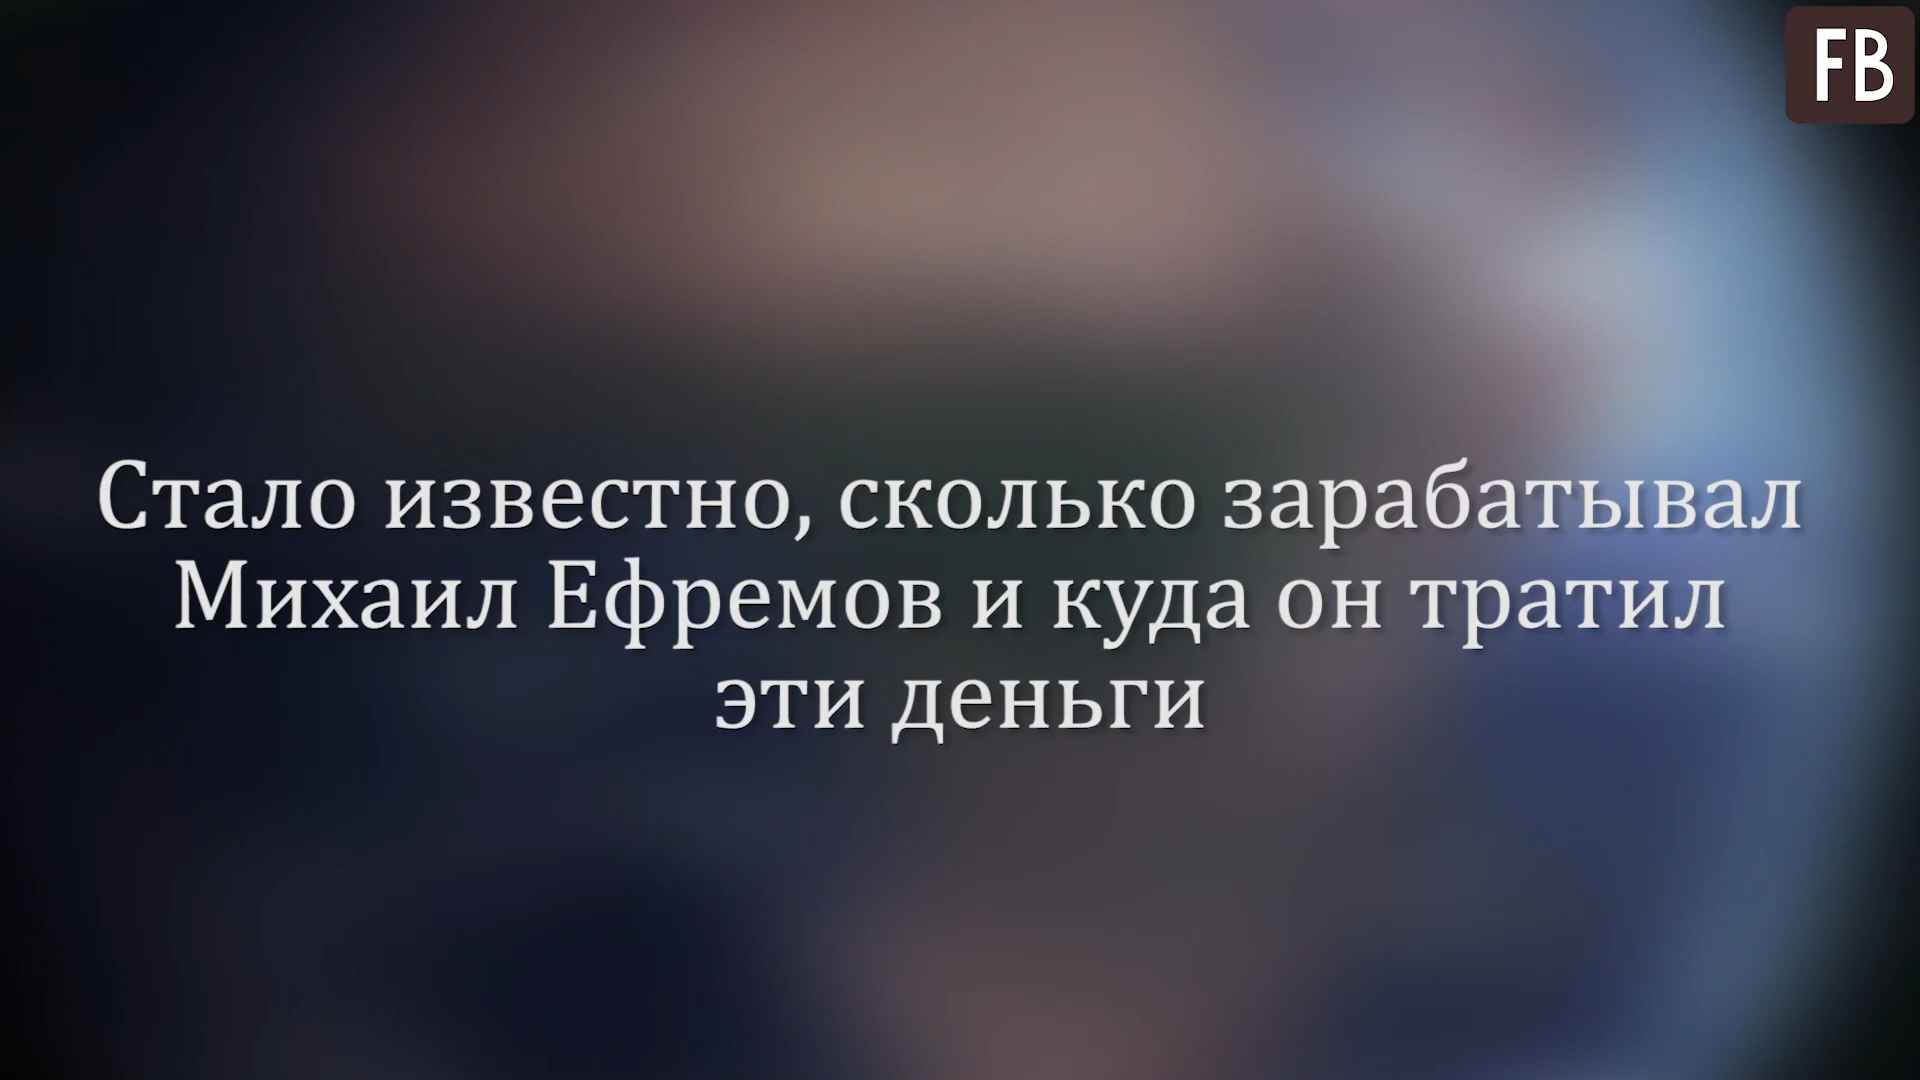 FB
Стало известно, сколько зарабатывал
Михаил Ефремов и куда он тратил
эти деньги